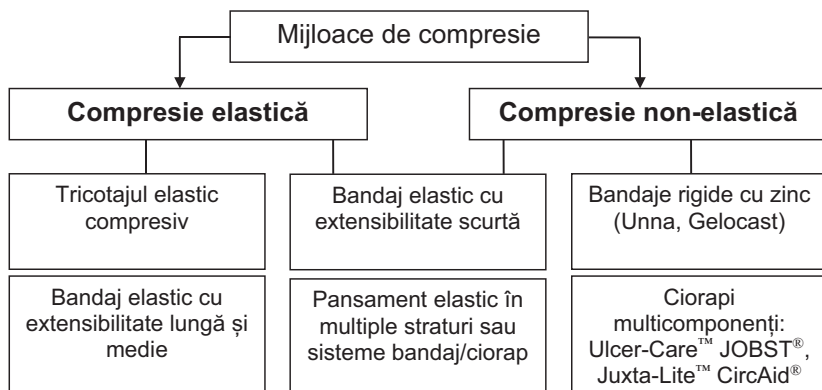 Mijloace de compresie
Compresie elastică
Compresie non-elastică
Tricotajul elastic
compresiv
Bandaj elastic cu
extensibilitate scurtă
Bandaje rigide cu zinc
(Unna, Gelocast)
Bandaj elastic cu
extensibilitate lungă și
medie
Pansament elastic în
multiple straturi sau
sisteme bandaj/ciorap
Ciorapi
multicomponenți:
Ulcer-Care™ JOBST®,
Juxta-Lite™ CircAid®